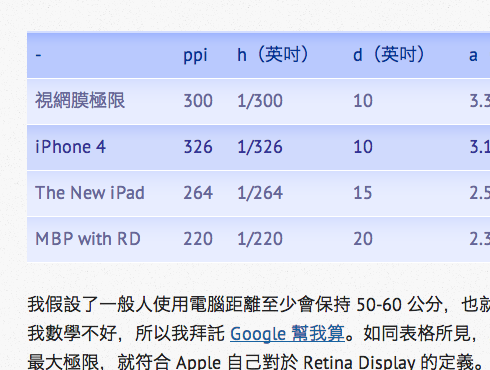 - ppi h（英吋） d（英吋） a
視網膜極限 300 1/300 10 3.3
iPhone 4 326 1/326 10 3.1
The New iPad 264 1/264 15 2.5
MBP with RD 220 1/220 20 2.3
我假設了一般人使用電腦距離至少會保持 50-60 公分，也就
我數學不好，所以我拜託 Google 幫我算。如同表格所見，
最大極限，就符合 Apple 自己對於 Retina Display 的定義。